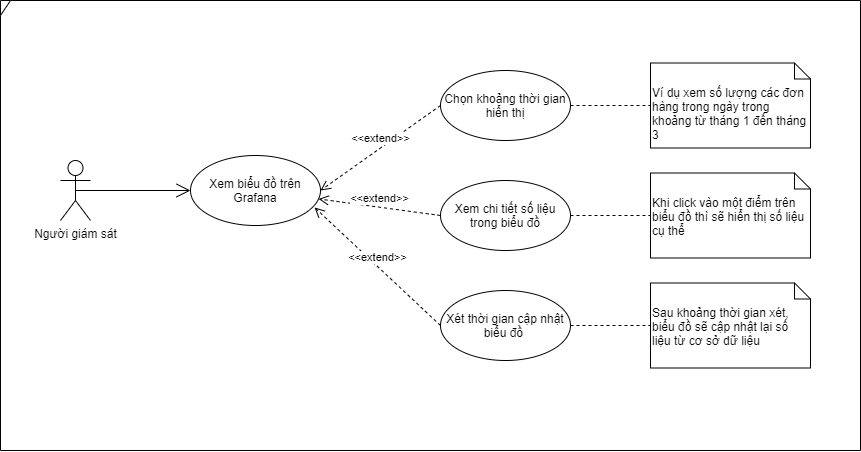 Chọn khoảng thời gian
hiển thị
Ví dụ xem số lượng các đơn
hàng trong ngày trong
khoảng từ tháng 1 đến tháng
3
<<extend>>
Xem biểu đồ trên
Grafana
Người giám sát
<<extend>>
Xem chi tiết số liệu
trong biểu đồ
Khi click vào một điểm trên
biểu đồ thì sẽ hiển thị số liệu
cụ thể
<<extend>>
Xét thời gian cập nhật
biểu đồ
Sau khoảng thời gian xét,
biểu đồ sẽ cập nhật lại số
liệu từ cơ sở dữ liệu